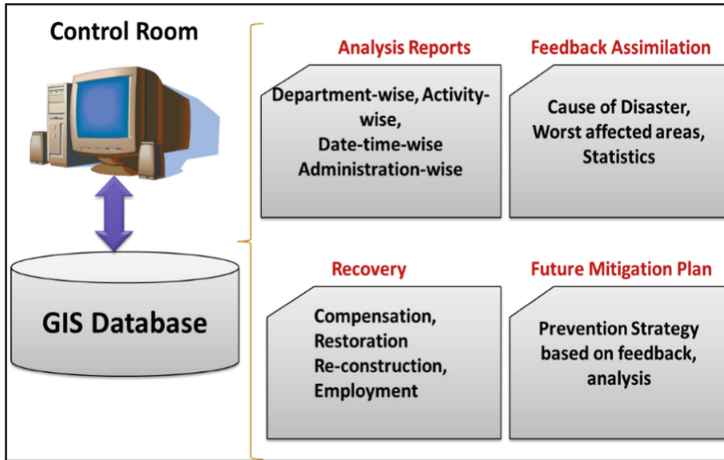 Control Room
GIS Database
Analysis Reports
Department-wise, Activity-
wise,
Date-time-wise
Administration-wise
Feedback Assimilation
Cause of Disaster,
Worst affected areas,
Statistics
Recovery
Compensation,
Restoration
Re-construction,
Employment
Future Mitigation Plan
Prevention Strategy
based on feedback,
analysis